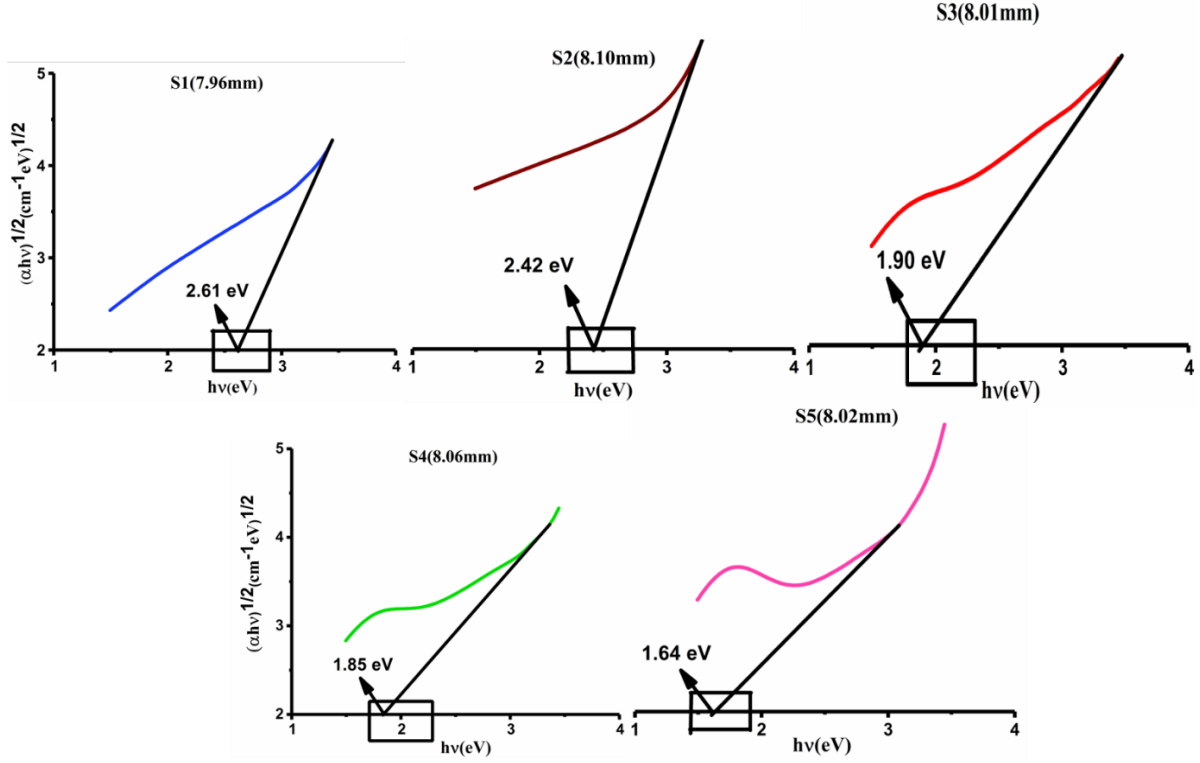 S1(7.96mm)
(αhν)1/2(cm-1eV)1/2
5
4
3
2
2.61 eV
1 2 3 4
hν(eV)
S2(8.10mm)
2.42 eV
1 2 3 4
hν(eV)
S3(8.01mm)
1.90 eV
1 2 3 4
hν(eV)
S4(8.06mm)
(αhν)1/2(cm-1eV)1/2
5
4
3
2
1.85 eV
1 2 3 4
hν(eV)
S5(8.02mm)
1.64 eV
1 2 3 4
hν(eV)